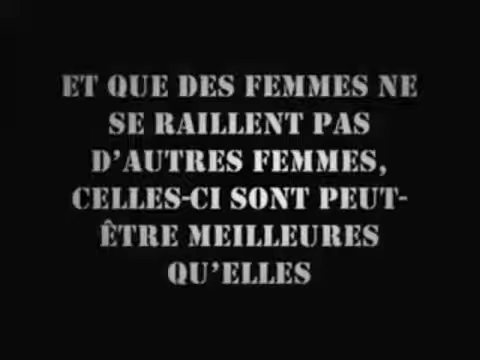 ET QUE DES FEMMES NE
SE RAILLENT PAS
D'AUTRES FEMMES,
CELLES-CI SONT PEUT-
ÊTRE MEILLEURES
QU'ELLES